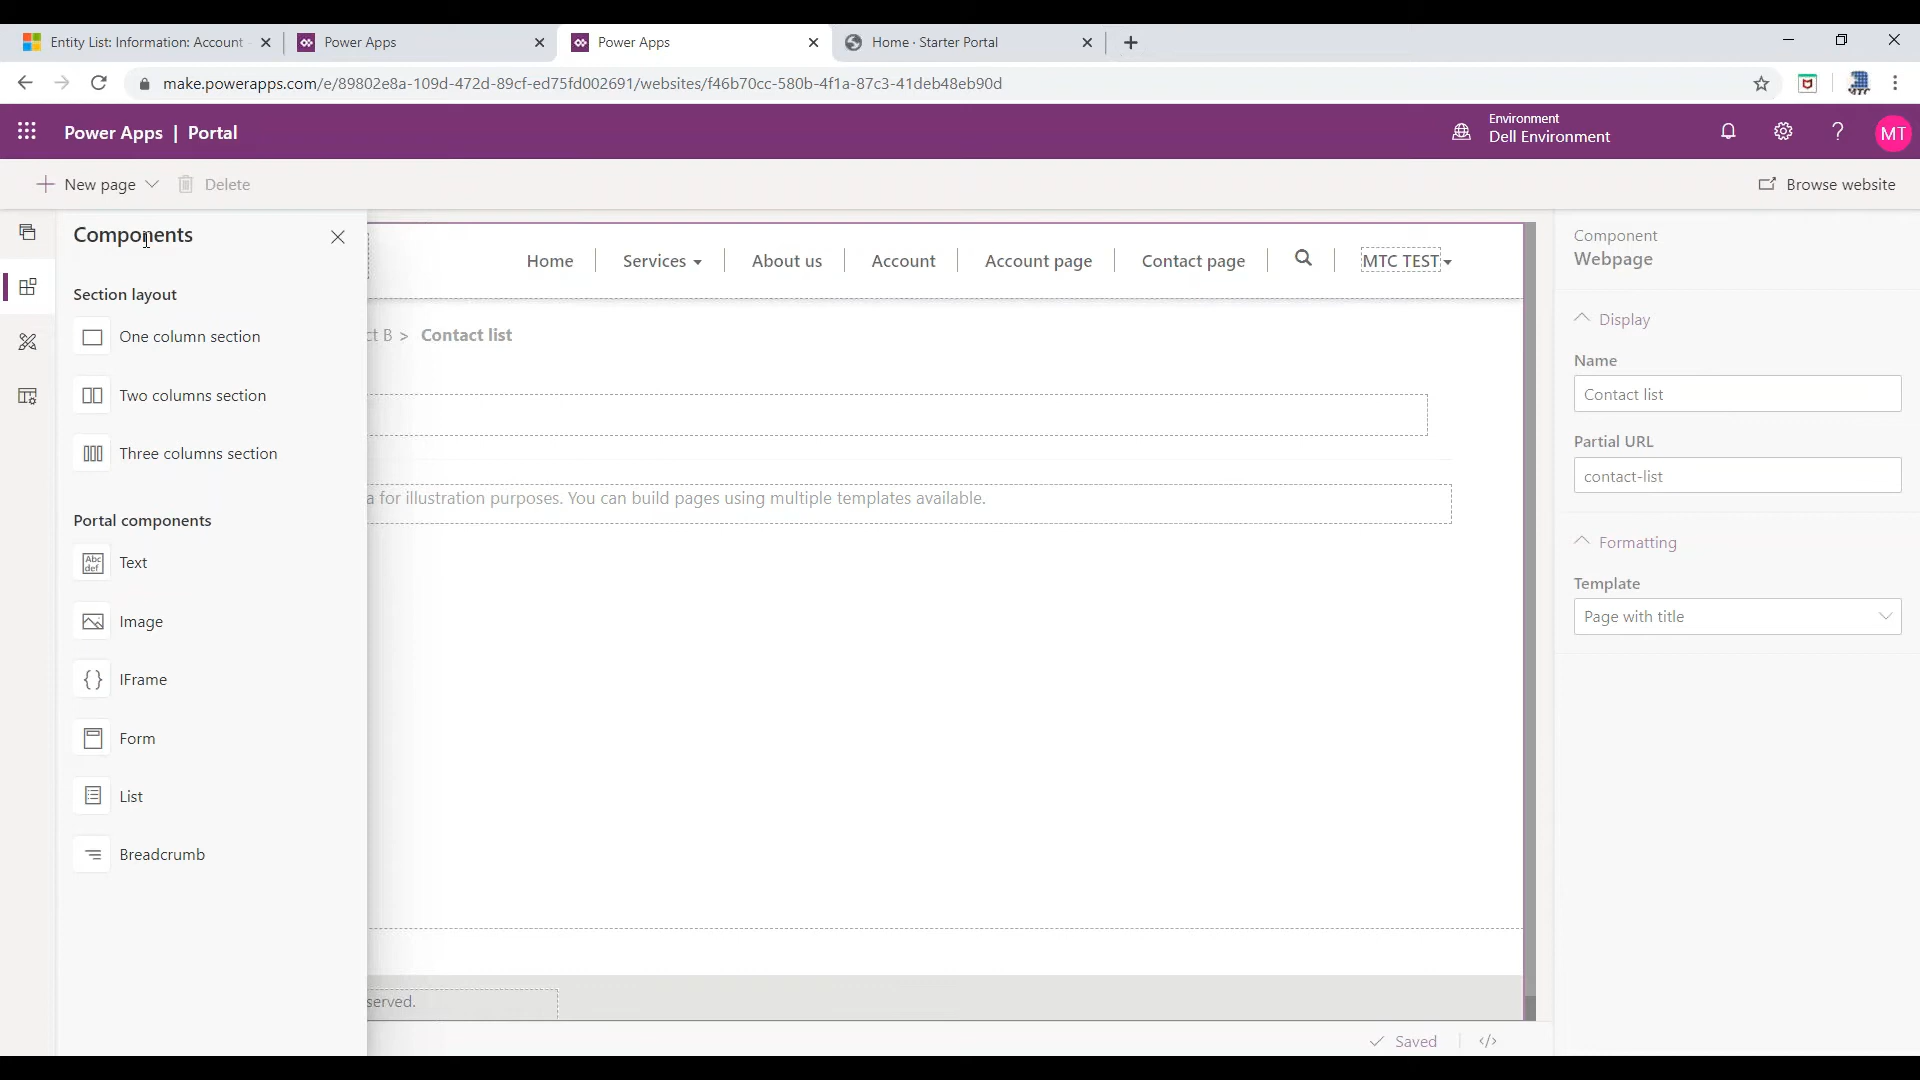 Entity List: Information: Account
Power Apps
Power Apps
Home · Starter Portal
make.powerapps.com/e/89802e8a-109d-472d-89cf-ed75fd002691/websites/f46b70cc-580b-4f1a-87c3-41deb48eb90d
Power Apps | Portal
Environment
Dell Environment
MT
New page
Delete
Browse website
Components
Section layout
One column section
Two columns section
Three columns section
Portal components
Abc
def
Text
Image
IFrame
Form
List
Breadcrumb
Home
Services
About us
Account
Account page
Contact page
MTC TEST
ct B > Contact list
a for illustration purposes. You can build pages using multiple templates available.
served.
Saved
</>
Component
Webpage
Display
Name
Contact list
Partial URL
contact-list
Formatting
Template
Page with title